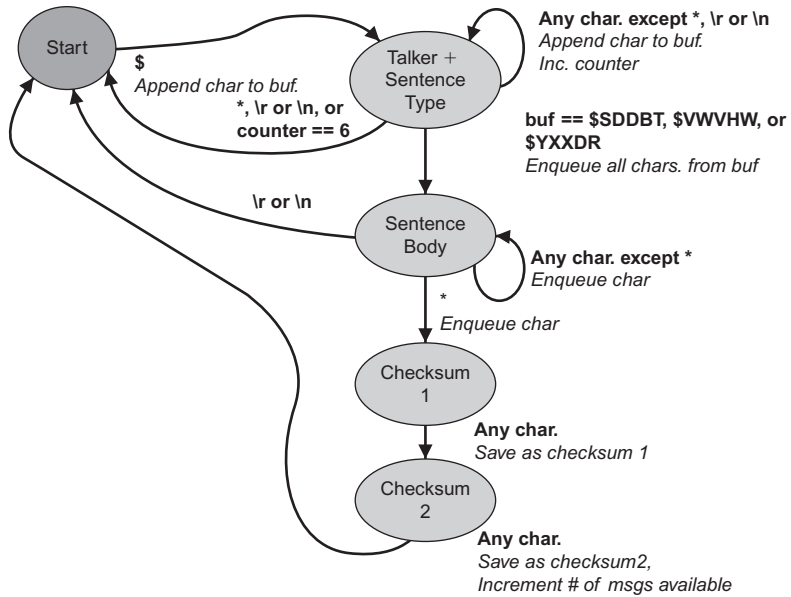 Start
$
Append char to buf.
Talker +
Sentence
Type
Any char. except *, \r or \n
Append char to buf.
Inc. counter
*, \r or \n, or
counter == 6
buf == $SDDBT, $VWVHW, or
$YXXDR
Enqueue all chars. from buf
\r or \n
Sentence
Body
Any char. except *
Enqueue char
*
Enqueue char
Checksum
1
Any char.
Save as checksum 1
Checksum
2
Any char.
Save as checksum2,
Increment # of msgs available